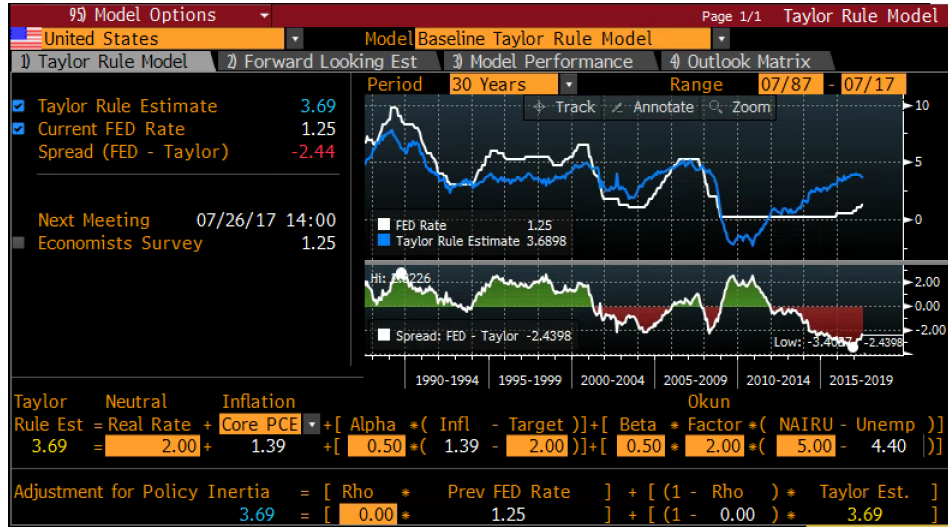 95) Model Options Page 1/1 Taylor Rule Model
United States Model Baseline Taylor Rule Model
1) Taylor Rule Model 2) Forward Looking Est 3) Model Performance 4) Outlook Matrix
Period 30 Years Range 07/87 - 07/17
Track Annotate Zoom
Taylor Rule Estimate 3.69
Current FED Rate 1.25
Spread (FED - Taylor) -2.44
Next Meeting 07/26/17 14:00
Economists Survey 1.25
10
5
0
FED Rate 1.25
Taylor Rule Estimate 3.6898
Hi:
2.00
0.00
-2.00
Spread: FED - Taylor -2.4398
Low: -2.4398
1990-1994 1995-1999 2000-2004 2005-2009 2010-2014 2015-2019
Taylor Neutral Inflation Okun
Rule Est = Real Rate + Core PCE +[ Alpha *( Infl - Target )]+[ Beta * Factor *( NAIRU - Unemp )]
3.69 = 2.00 + 1.39 +[ 0.50 *( 1.39 - 2.00 )]+[ 0.50 * 2.00 *( 5.00 - 4.40 )]
Adjustment for Policy Inertia = [ Rho * Prev FED Rate ] + [ (1 - Rho ) * Taylor Est. ]
3.69 = [ 0.00 * 1.25 ] + [ (1 - 0.00 ) * 3.69 ]